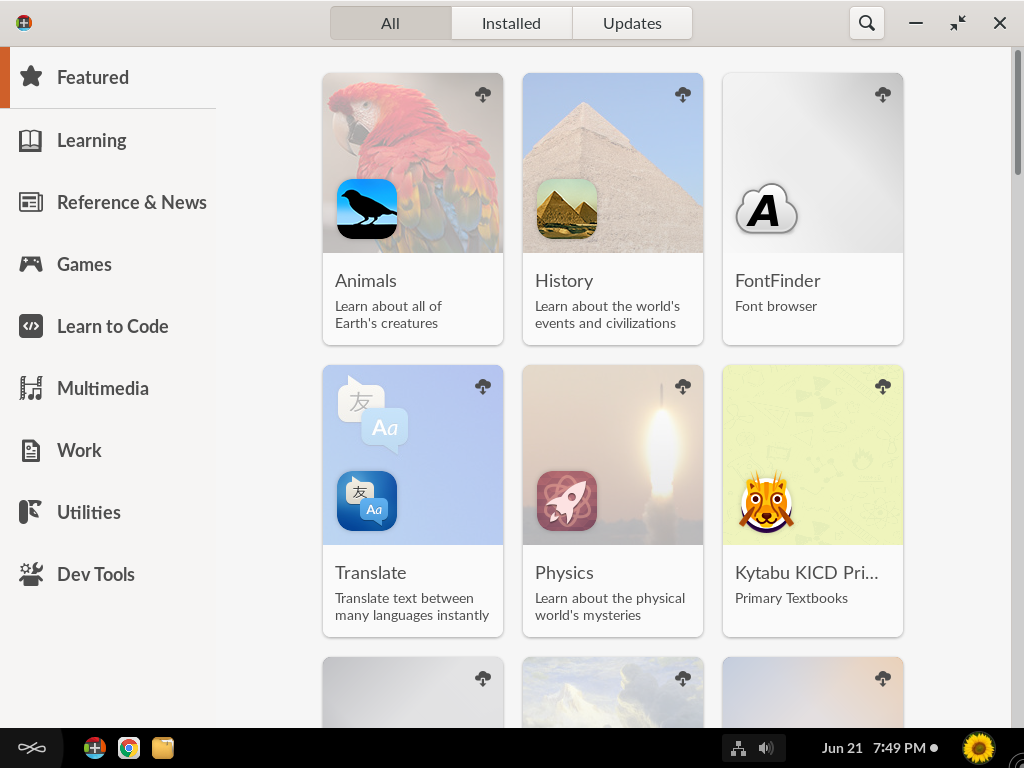 All
Installed
Updates
Featured
Learning
Reference & News
Games
Learn to Code
Multimedia
Work
Utilities
Dev Tools
Animals
Learn about all of
Earth's creatures
History
Learn about the world's
events and civilizations
A
FontFinder
Font browser
友
Aa
友
Aa
Translate
Translate text between
many languages instantly
Physics
Learn about the physical
world's mysteries
Kytabu KICD Pri...
Primary Textbooks
Jun 21 7:49 PM